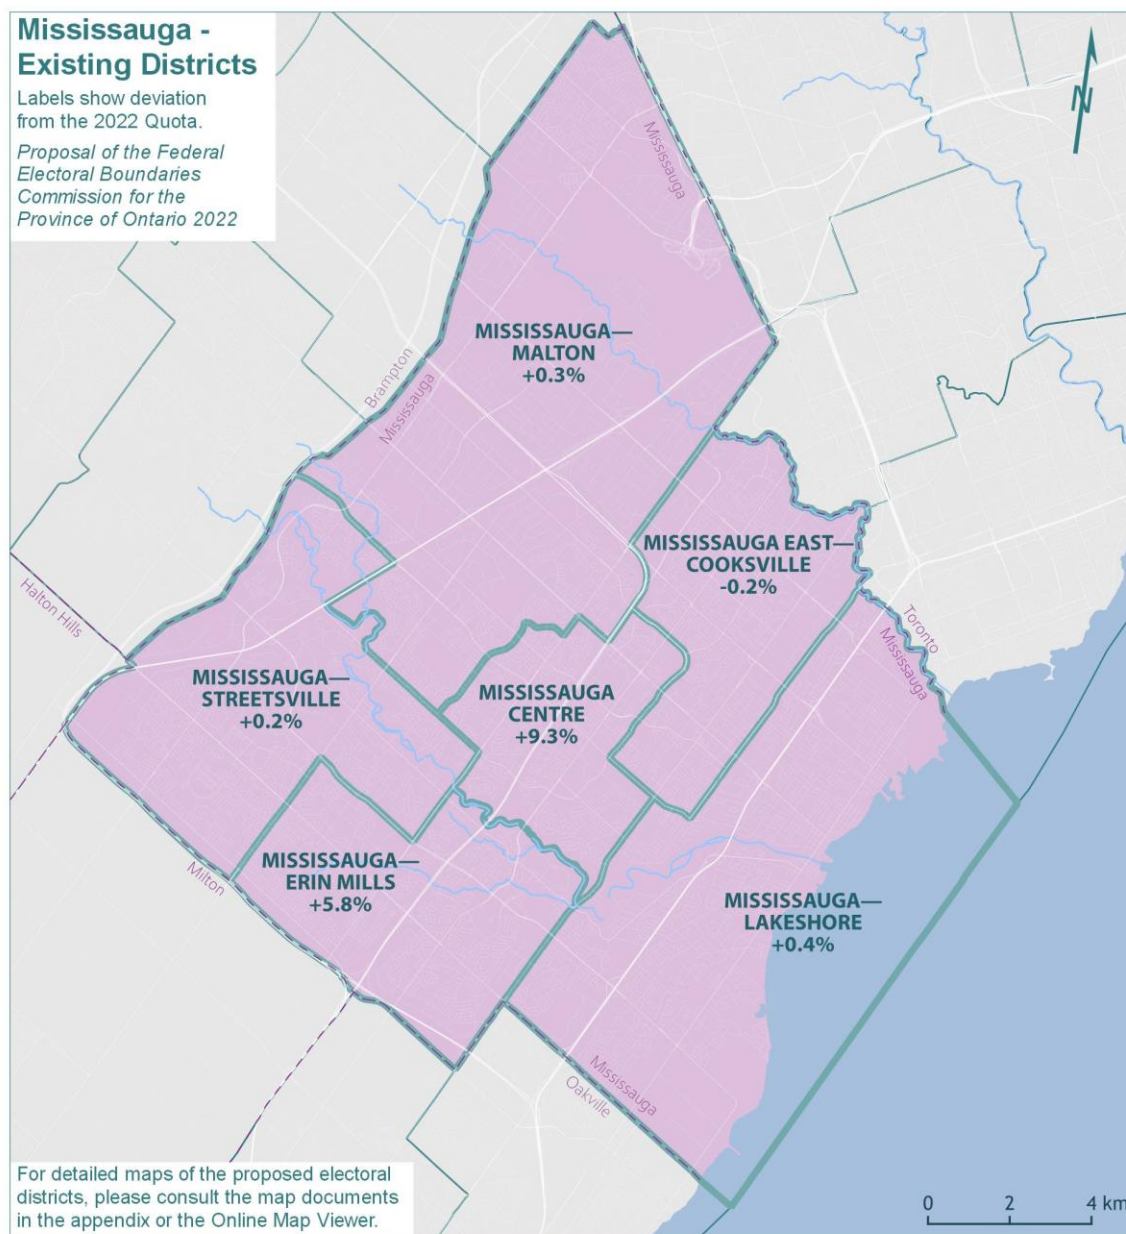 Mississauga -
Existing Districts
Labels show deviation
from the 2022 Quota.
Proposal of the Federal
Electoral Boundaries
Commission for the
Province of Ontario 2022
N
Mississauga
MISSISSAUGA—
MALTON
+0.3%
Brampton
Mississauga
MISSISSAUGA EAST—
COOKSVILLE
-0.2%
Halton Hills
Toronto
Mississauga
MISSISSAUGA—
STREETSVILLE
+0.2%
MISSISSAUGA
CENTRE
+9.3%
MISSISSAUGA—
ERIN MILLS
+5.8%
Milton
MISSISSAUGA—
LAKESHORE
+0.4%
Mississauga
Oakville
For detailed maps of the proposed electoral
districts, please consult the map documents
in the appendix or the Online Map Viewer.
0 2 4 km